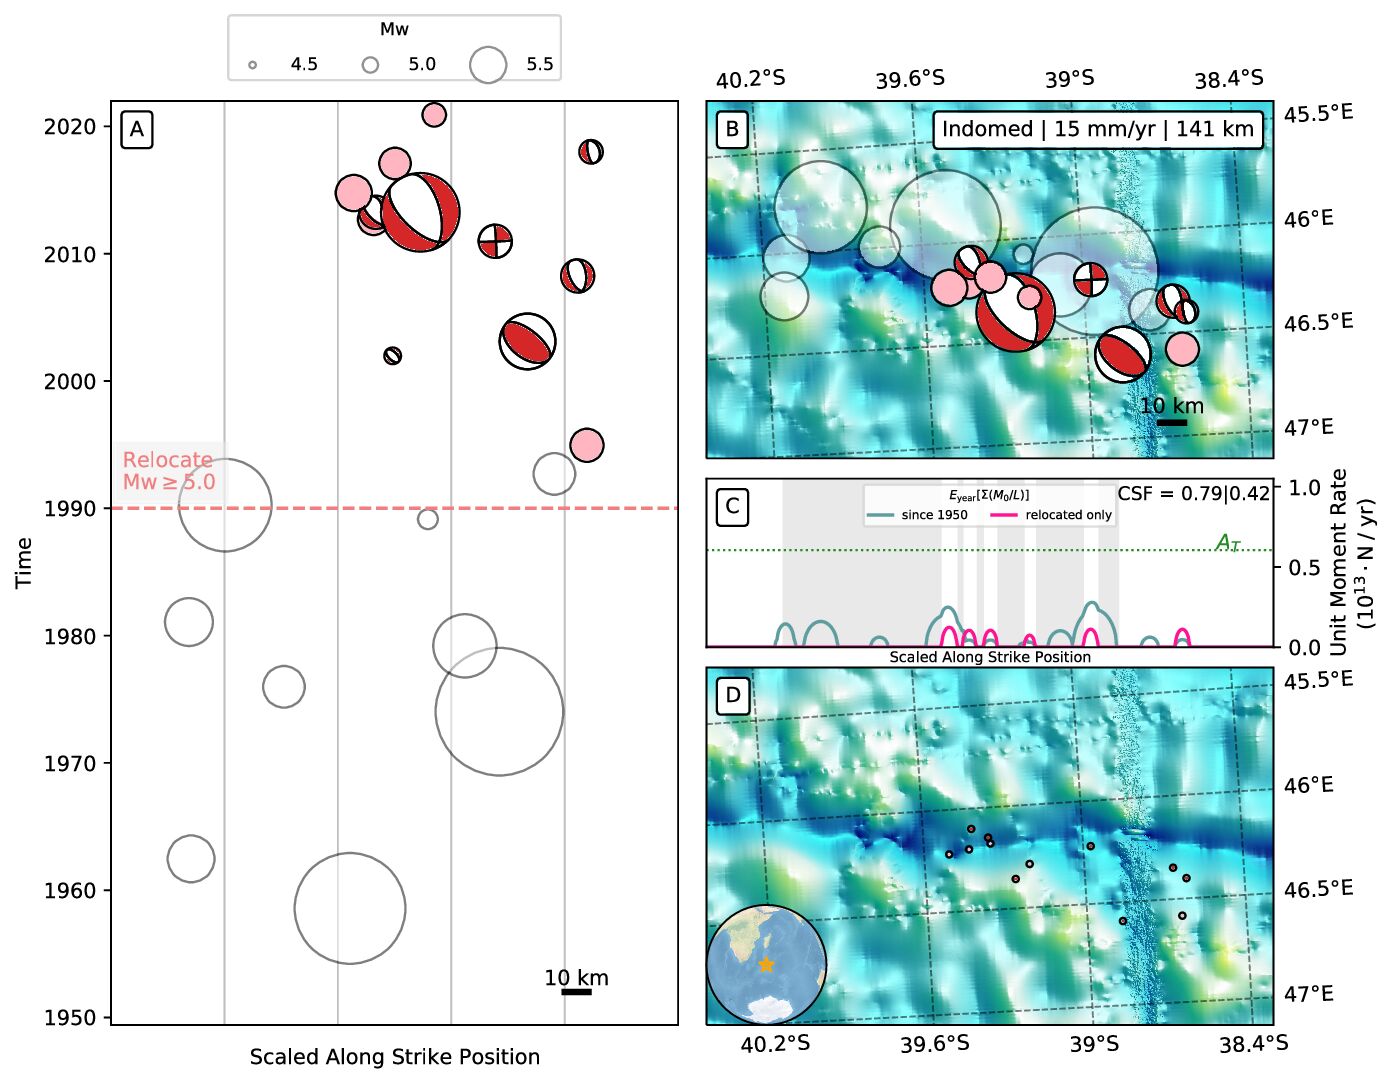 Mw
4.5 5.0 5.5
A
2020
2010
2000
1990
1980
1970
1960
1950
Time
Relocate
Mw ≥ 5.0
10 km
Scaled Along Strike Position
40.2°S 39.6°S 39°S 38.4°S
B
Indomed | 15 mm/yr | 141 km
45.5°E
46°E
46.5°E
47°E
10 km
C
E_year[Σ(M_0/L)]
since 1950 relocated only
CSF = 0.79|0.42
A_T
1.0
0.5
0.0
Unit Moment Rate
(10^13 · N / yr)
Scaled Along Strike Position
D
45.5°E
46°E
46.5°E
47°E
40.2°S 39.6°S 39°S 38.4°S